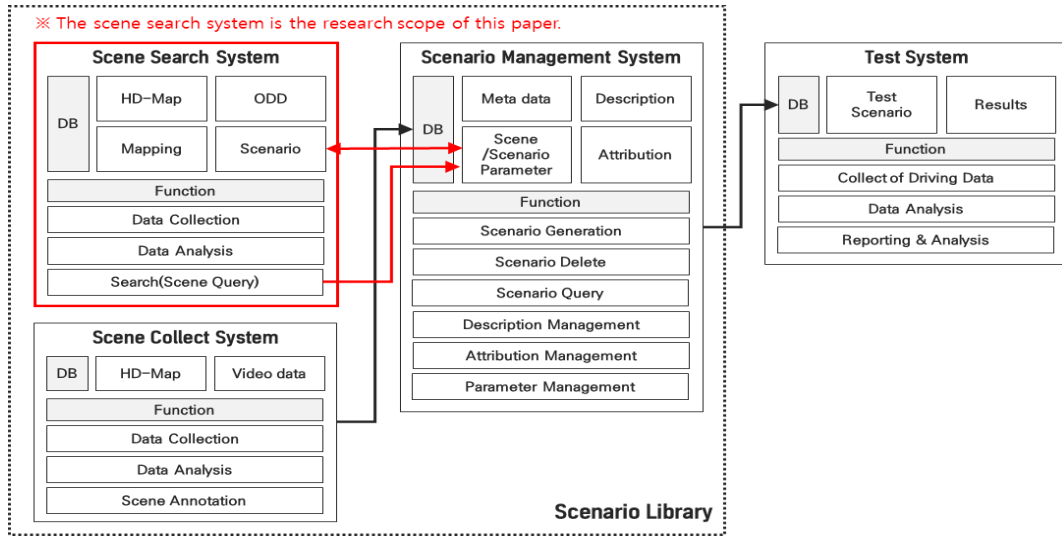 ※ The scene search system is the research scope of this paper.
Scene Search System
DB
HD-Map
ODD
Mapping
Scenario
Function
Data Collection
Data Analysis
Search(Scene Query)
Scene Collect System
DB
HD-Map
Video data
Function
Data Collection
Data Analysis
Scene Annotation
Scenario Management System
DB
Meta data
Description
Scene
/Scenario
Parameter
Attribution
Function
Scenario Generation
Scenario Delete
Scenario Query
Description Management
Attribution Management
Parameter Management
Scenario Library
Test System
DB
Test
Scenario
Results
Function
Collect of Driving Data
Data Analysis
Reporting & Analysis